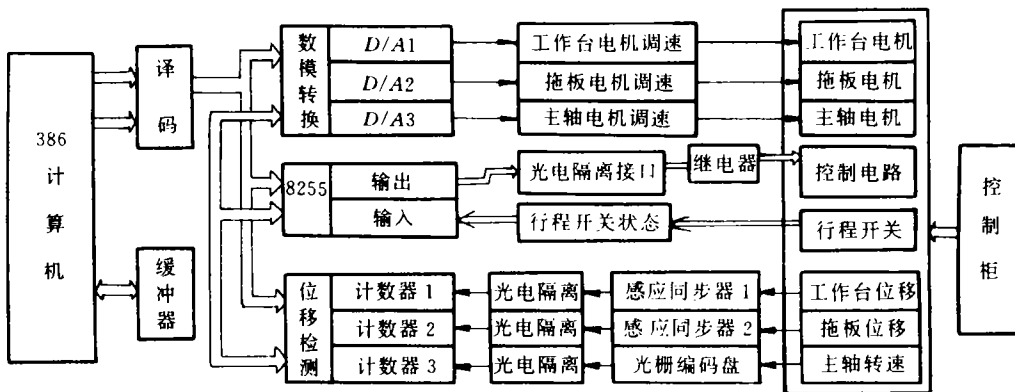 386
计
算
机
译
码
缓
冲
器
数
模
转
换
D/A1
D/A2
D/A3
工作台电机调速
拖板电机调速
主轴电机调速
工作台电机
拖板电机
主轴电机
8255
输出
输入
光电隔离接口
继电器
控制电路
行程开关状态
行程开关
位
移
检
测
计数器1
计数器2
计数器3
光电隔离
光电隔离
光电隔离
感应同步器1
感应同步器2
光栅编码盘
工作台位移
拖板位移
主轴转速
控
制
柜